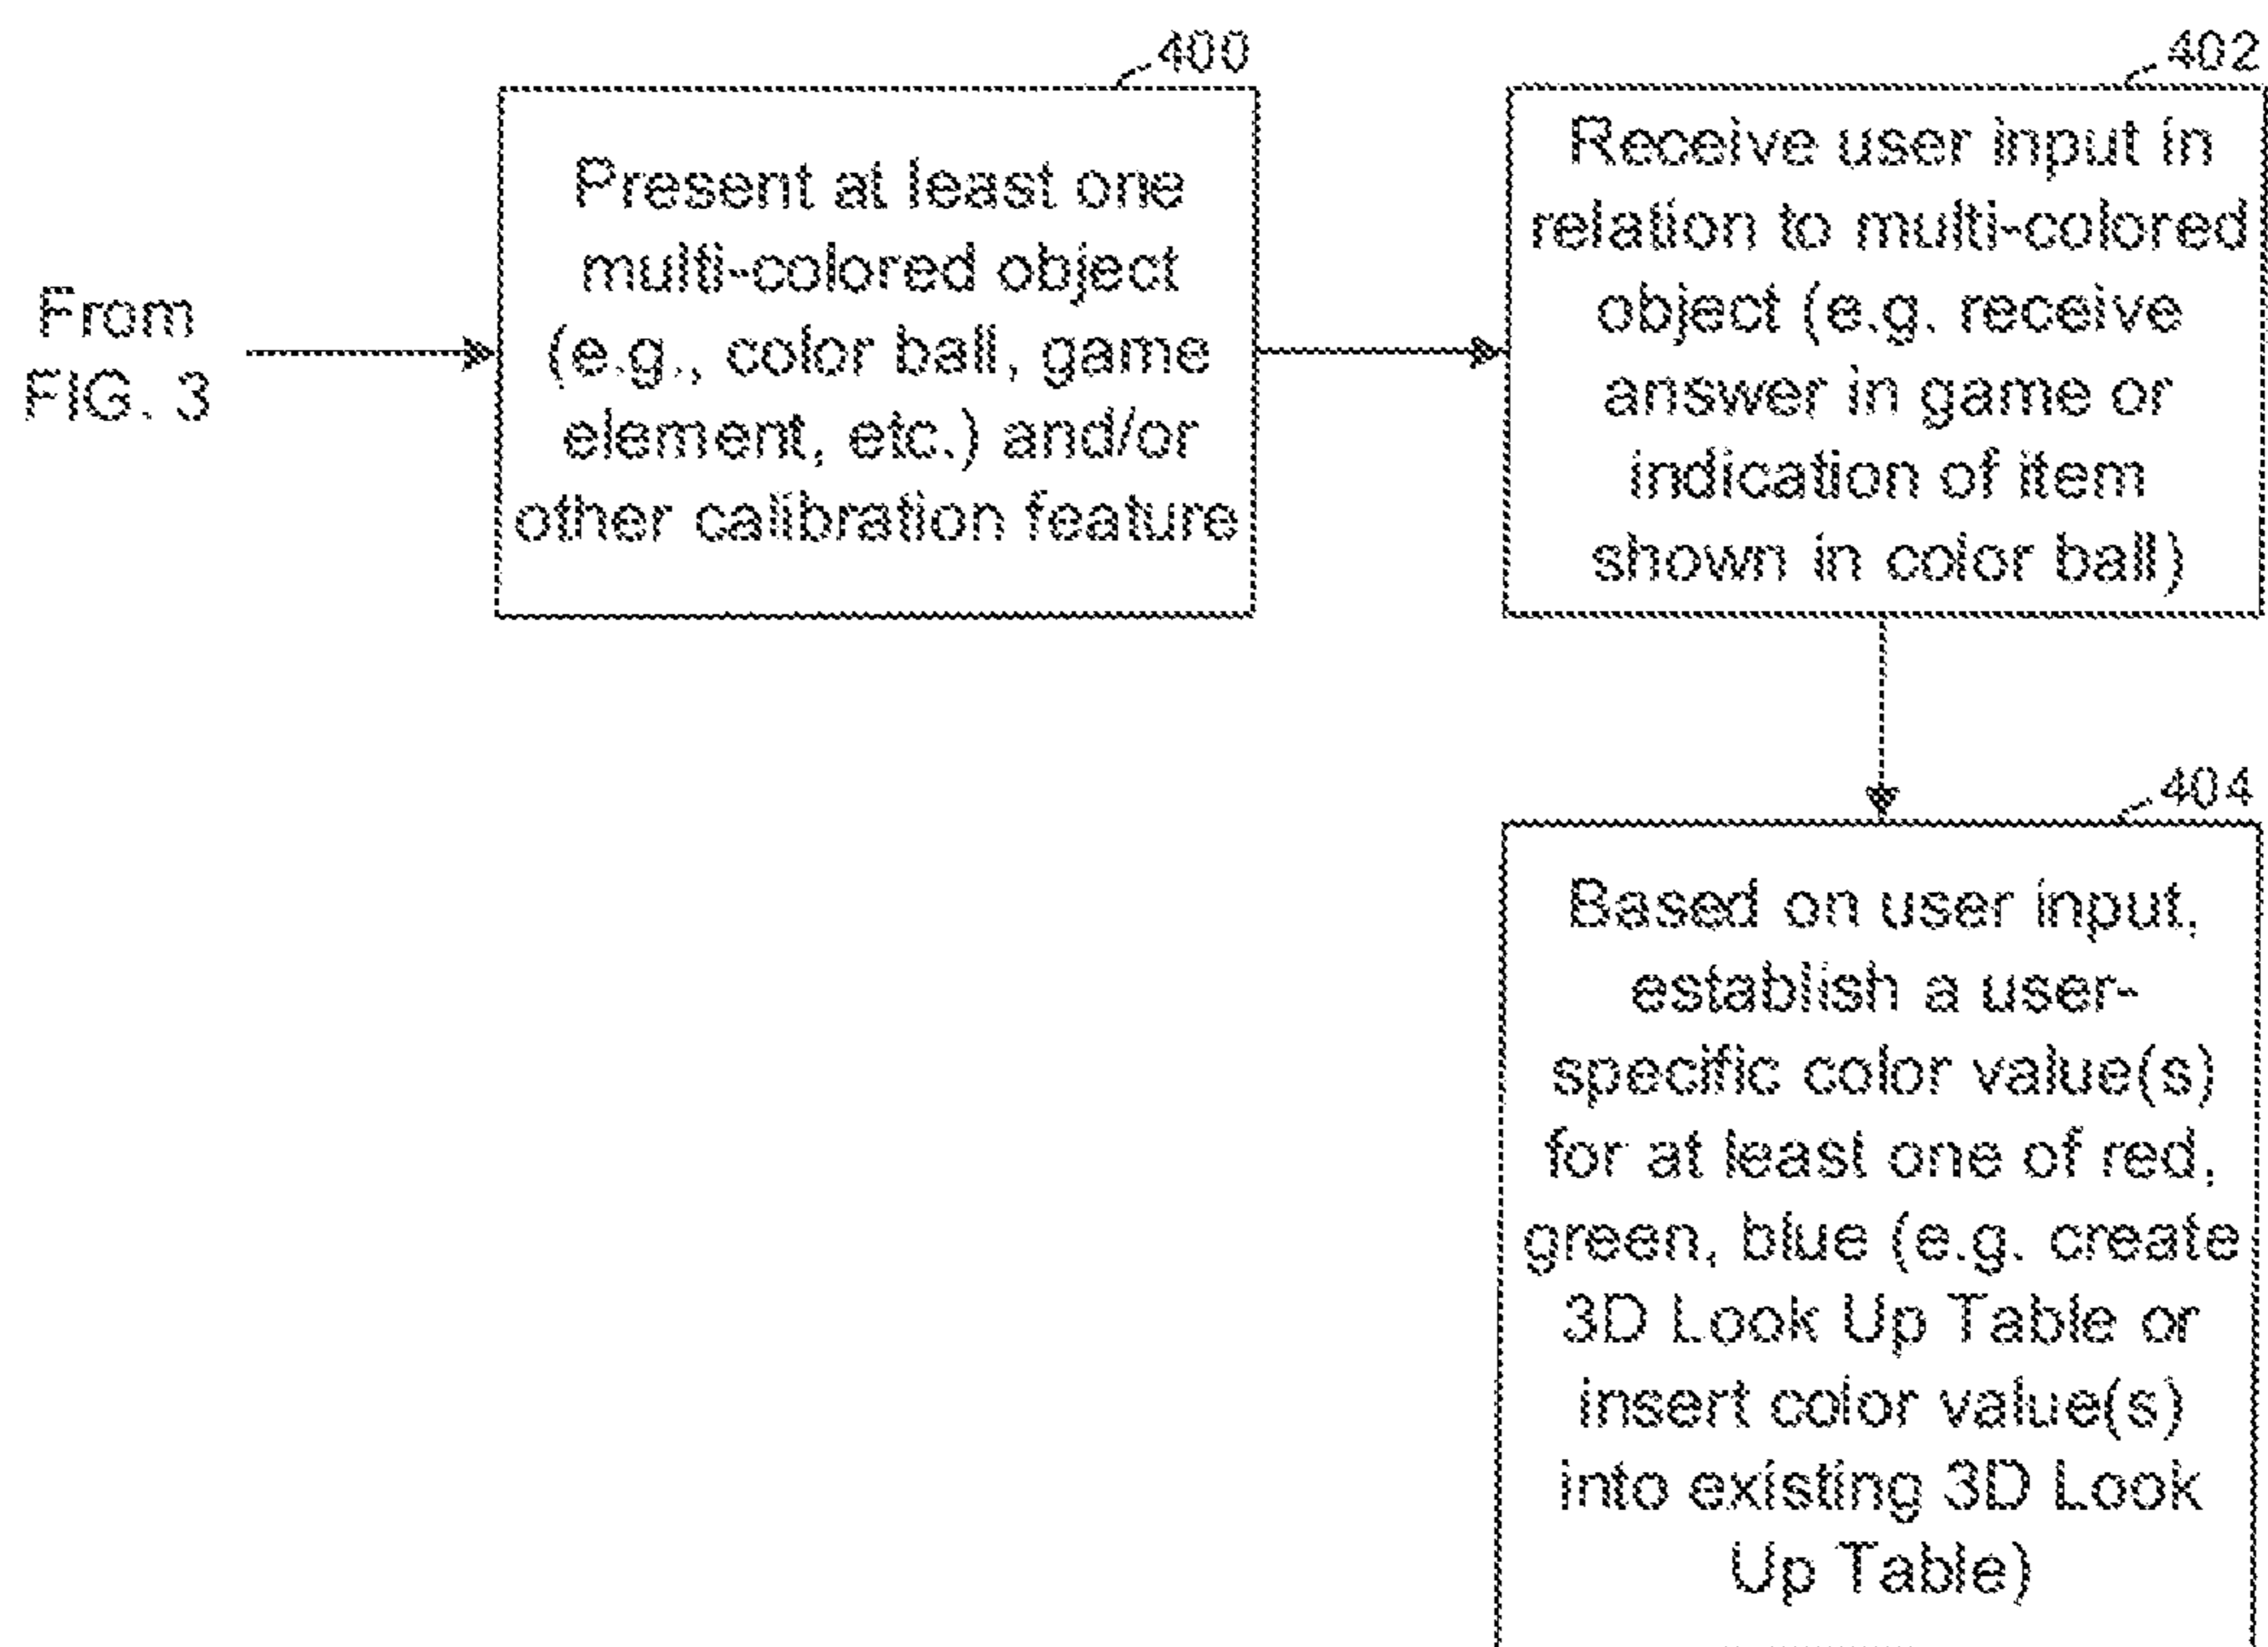 From
FIG. 3
400
Present at least one
multi-colored object
(e.g., color ball, game
element, etc.) and/or
other calibration feature
402
Receive user input in
relation to multi-colored
object (e.g. receive
answer in game or
indication of item
shown in color ball)
404
Based on user input,
establish a user-
specific color value(s)
for at least one of red,
green, blue (e.g. create
3D Look Up Table or
insert color value(s)
into existing 3D Look
Up Table)